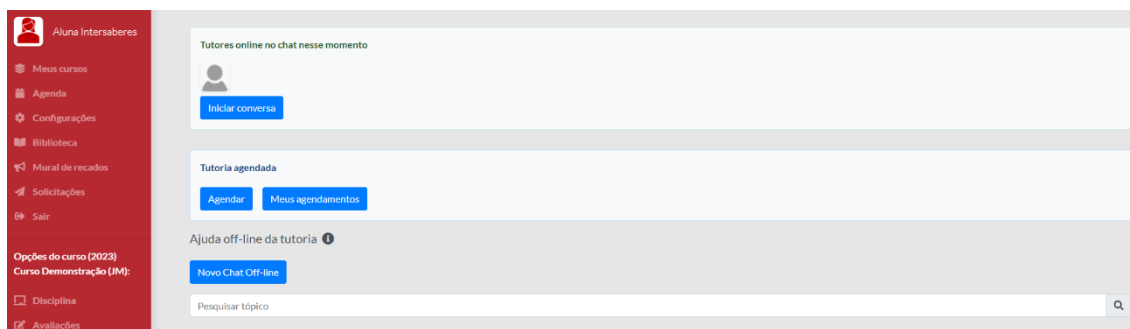 Aluna Intersaberes
Meus cursos
Agenda
Configurações
Biblioteca
Mural de recados
Solicitações
Sair
Opções do curso (2023)
Curso Demonstração (JM):
Disciplina
Avaliações
Tutores online no chat nesse momento
Iniciar conversa
Tutoria agendada
Agendar Meus agendamentos
Ajuda off-line da tutoria
Novo Chat Off-line
Pesquisar tópico